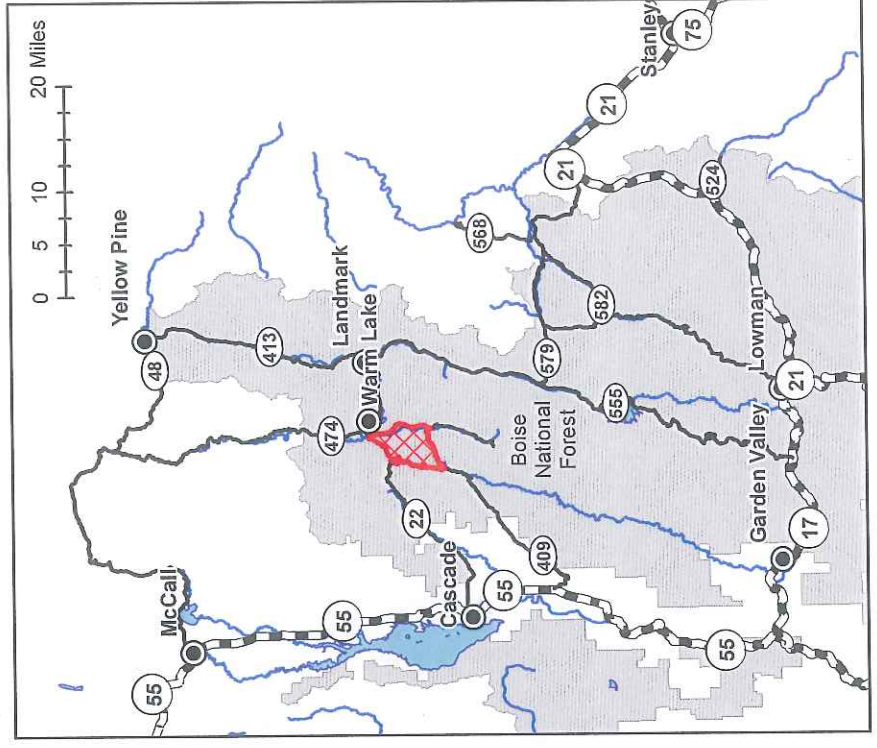 0 5 10 20 Miles
Yellow Pine
48
413
Landmark
Warm Lake
474
McCall
55
55
22
Cascade
55
409
Boise
National
Forest
568
579
582
555
21
21
Stanley
75
524
Lowman
21
Garden Valley
17
55